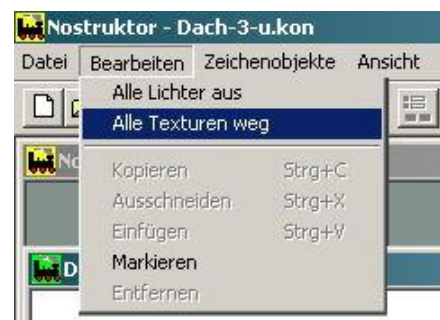 Nostruktor - Dach-3-u.kon
Datei Bearbeiten Zeichenobjekte Ansicht
Alle Lichter aus
Alle Texturen weg
Kopieren Strg+C
Ausschneiden Strg+X
Einfügen Strg+V
Markieren
Entfernen